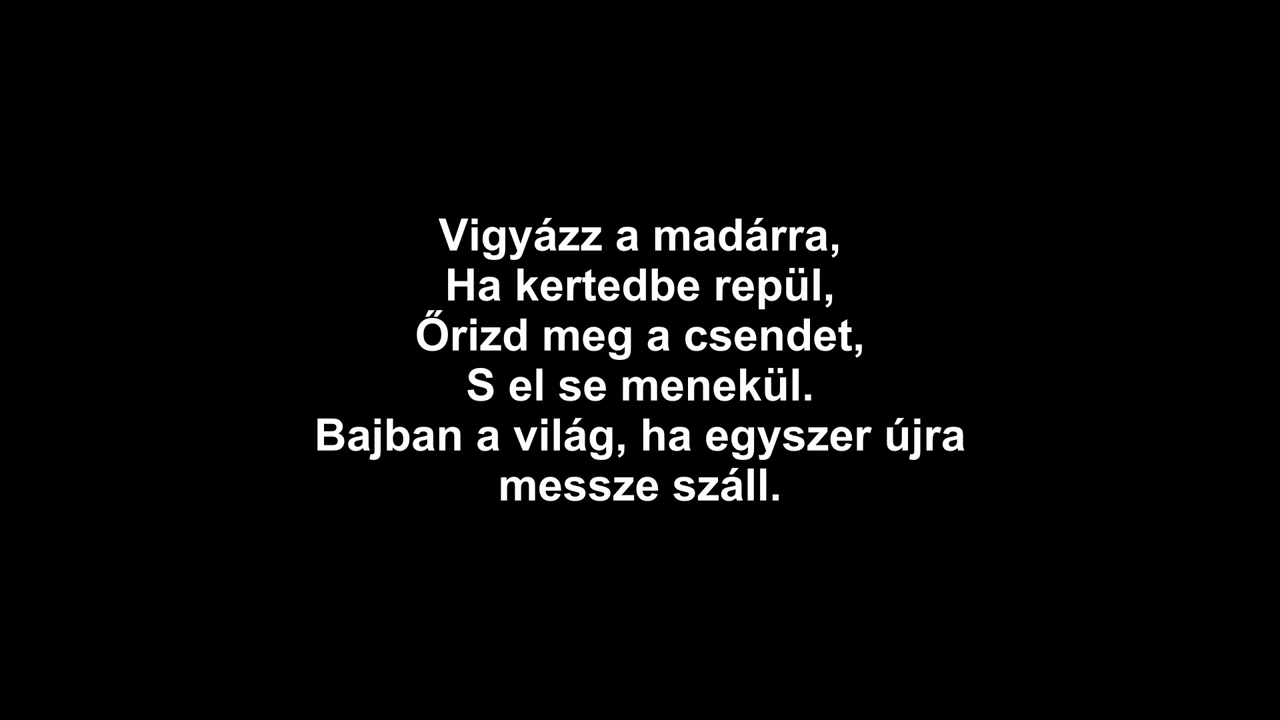 Vigyázz a madárra,
Ha kertedbe repül,
Őrizd meg a csendet,
S el se menekül.
Bajban a világ, ha egyszer újra
messze száll.